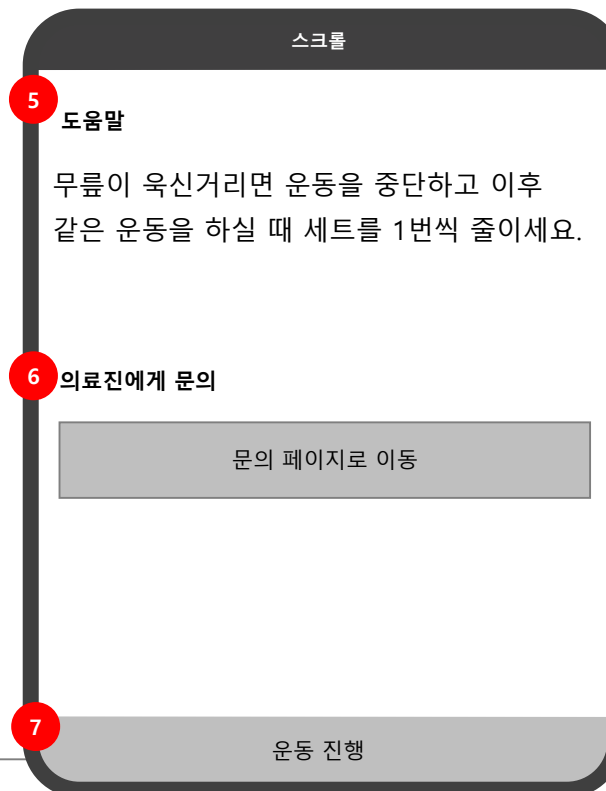 스크롤
5
도움말
무릎이 욱신거리면 운동을 중단하고 이후
같은 운동을 하실 때 세트를 1번씩 줄이세요.
6
의료진에게 문의
문의 페이지로 이동
7
운동 진행